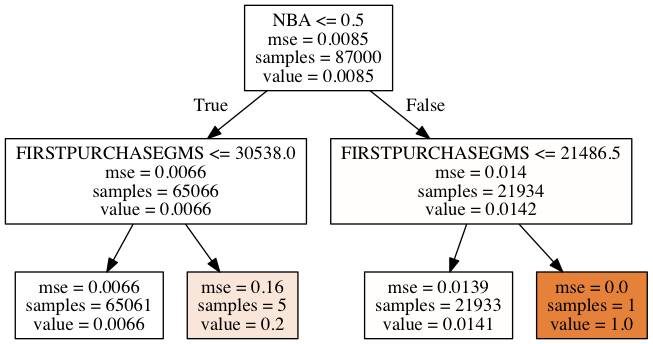 NBA <= 0.5
mse = 0.0085
samples = 87000
value = 0.0085
True
False
FIRSTPURCHASEGMS <= 30538.0
mse = 0.0066
samples = 65066
value = 0.0066
FIRSTPURCHASEGMS <= 21486.5
mse = 0.014
samples = 21934
value = 0.0142
mse = 0.0066
samples = 65061
value = 0.0066
mse = 0.16
samples = 5
value = 0.2
mse = 0.0139
samples = 21933
value = 0.0141
mse = 0.0
samples = 1
value = 1.0